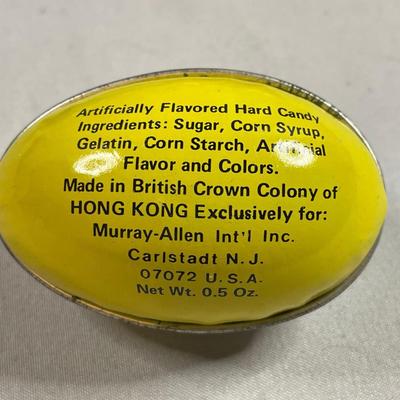 Artificially Flavored Hard Candy
Ingredients: Sugar, Corn Syrup,
Gelatin, Corn Starch, Artificial
Flavor and Colors.
Made in British Crown Colony of
HONG KONG Exclusively for:
Murray-Allen Int'l Inc.
Carlstadt N.J.
07072 U.S.A.
Net Wt. 0.5 Oz.